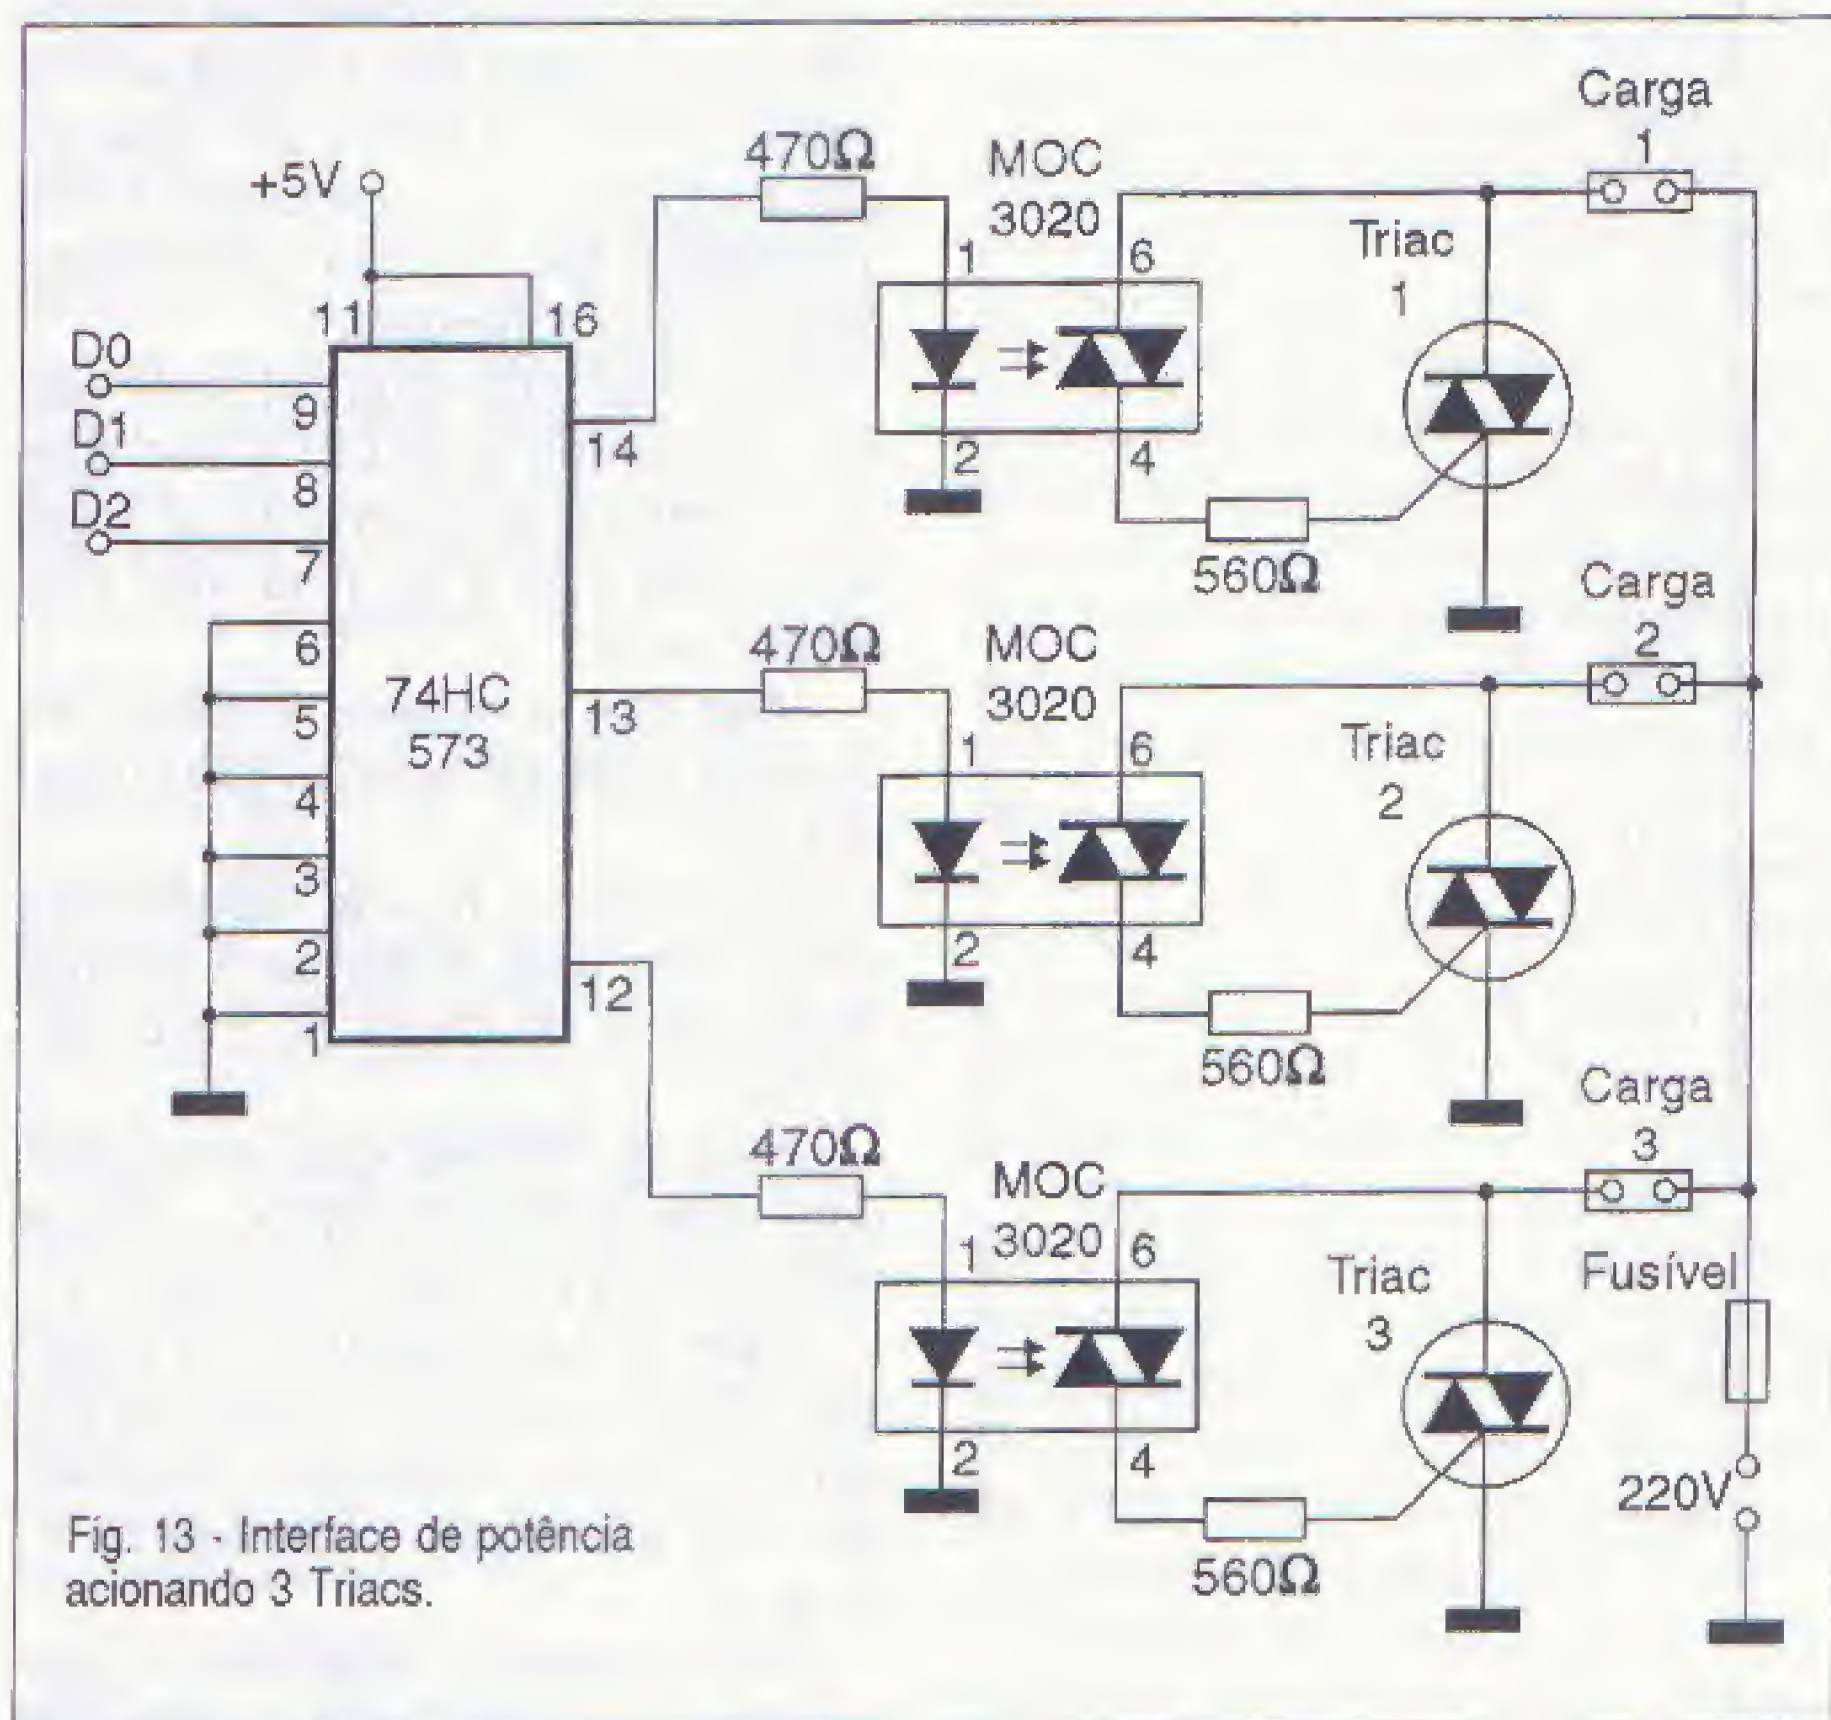 Carga
1
470Ω
MOC
3020
+5V
Triac
1
1
6
11
16
D0
9
14
D1
8
2
4
D2
7
560Ω
Carga
2
6
470Ω
MOC
3020
74HC
573
5
13
Triac
2
1
6
4
3
2
2
4
12
1
560Ω
Carga
3
470Ω
MOC
3020
1
6
Triac
3
Fusível
2
4
220V
560Ω
Fig. 13 - Interface de potência
acionando 3 Triacs.